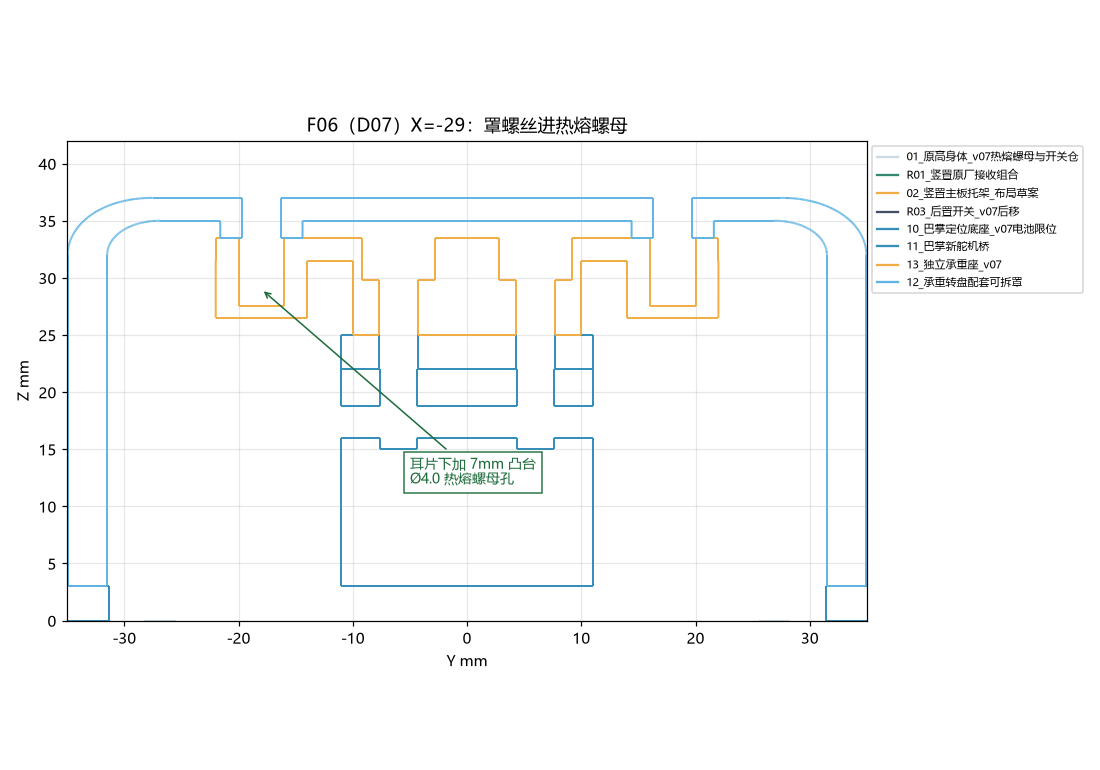 F06（D07）X=-29：罩螺丝进热熔螺母
01_原高身体_v07热熔螺母与开关仓
R01_竖置原厂接收组合
02_竖置主板托架_布局草案
R03_后置开关_v07后移
10_巴掌定位底座_v07电池限位
11_巴掌新舵机桥
13_独立承重座_v07
12_承重转盘配套可拆罩
40
35
30
25
20
15
10
5
0
Z mm
耳片下加 7mm 凸台
Ø4.0 热熔螺母孔
-30
-20
-10
0
10
20
30
Y mm